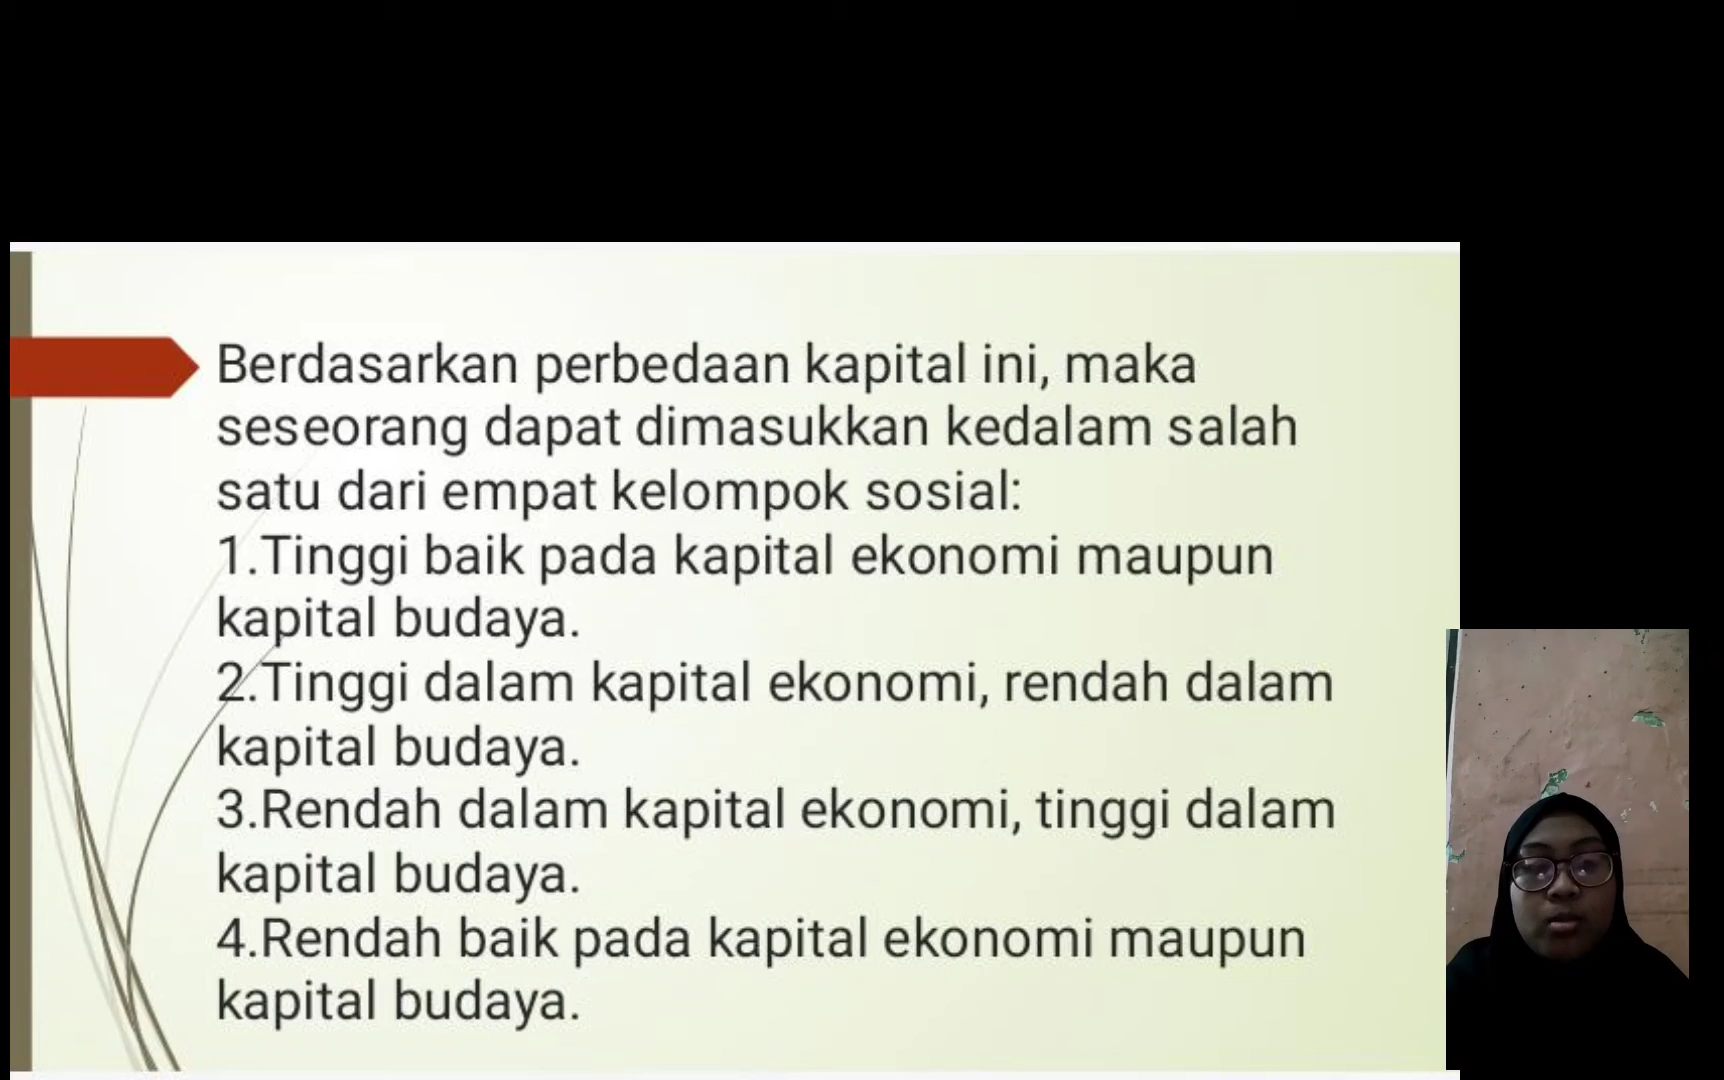 Berdasarkan perbedaan kapital ini, maka
seseorang dapat dimasukkan kedalam salah
satu dari empat kelompok sosial:
1.Tinggi baik pada kapital ekonomi maupun
kapital budaya.
2.Tinggi dalam kapital ekonomi, rendah dalam
kapital budaya.
3.Rendah dalam kapital ekonomi, tinggi dalam
kapital budaya.
4.Rendah baik pada kapital ekonomi maupun
kapital budaya.